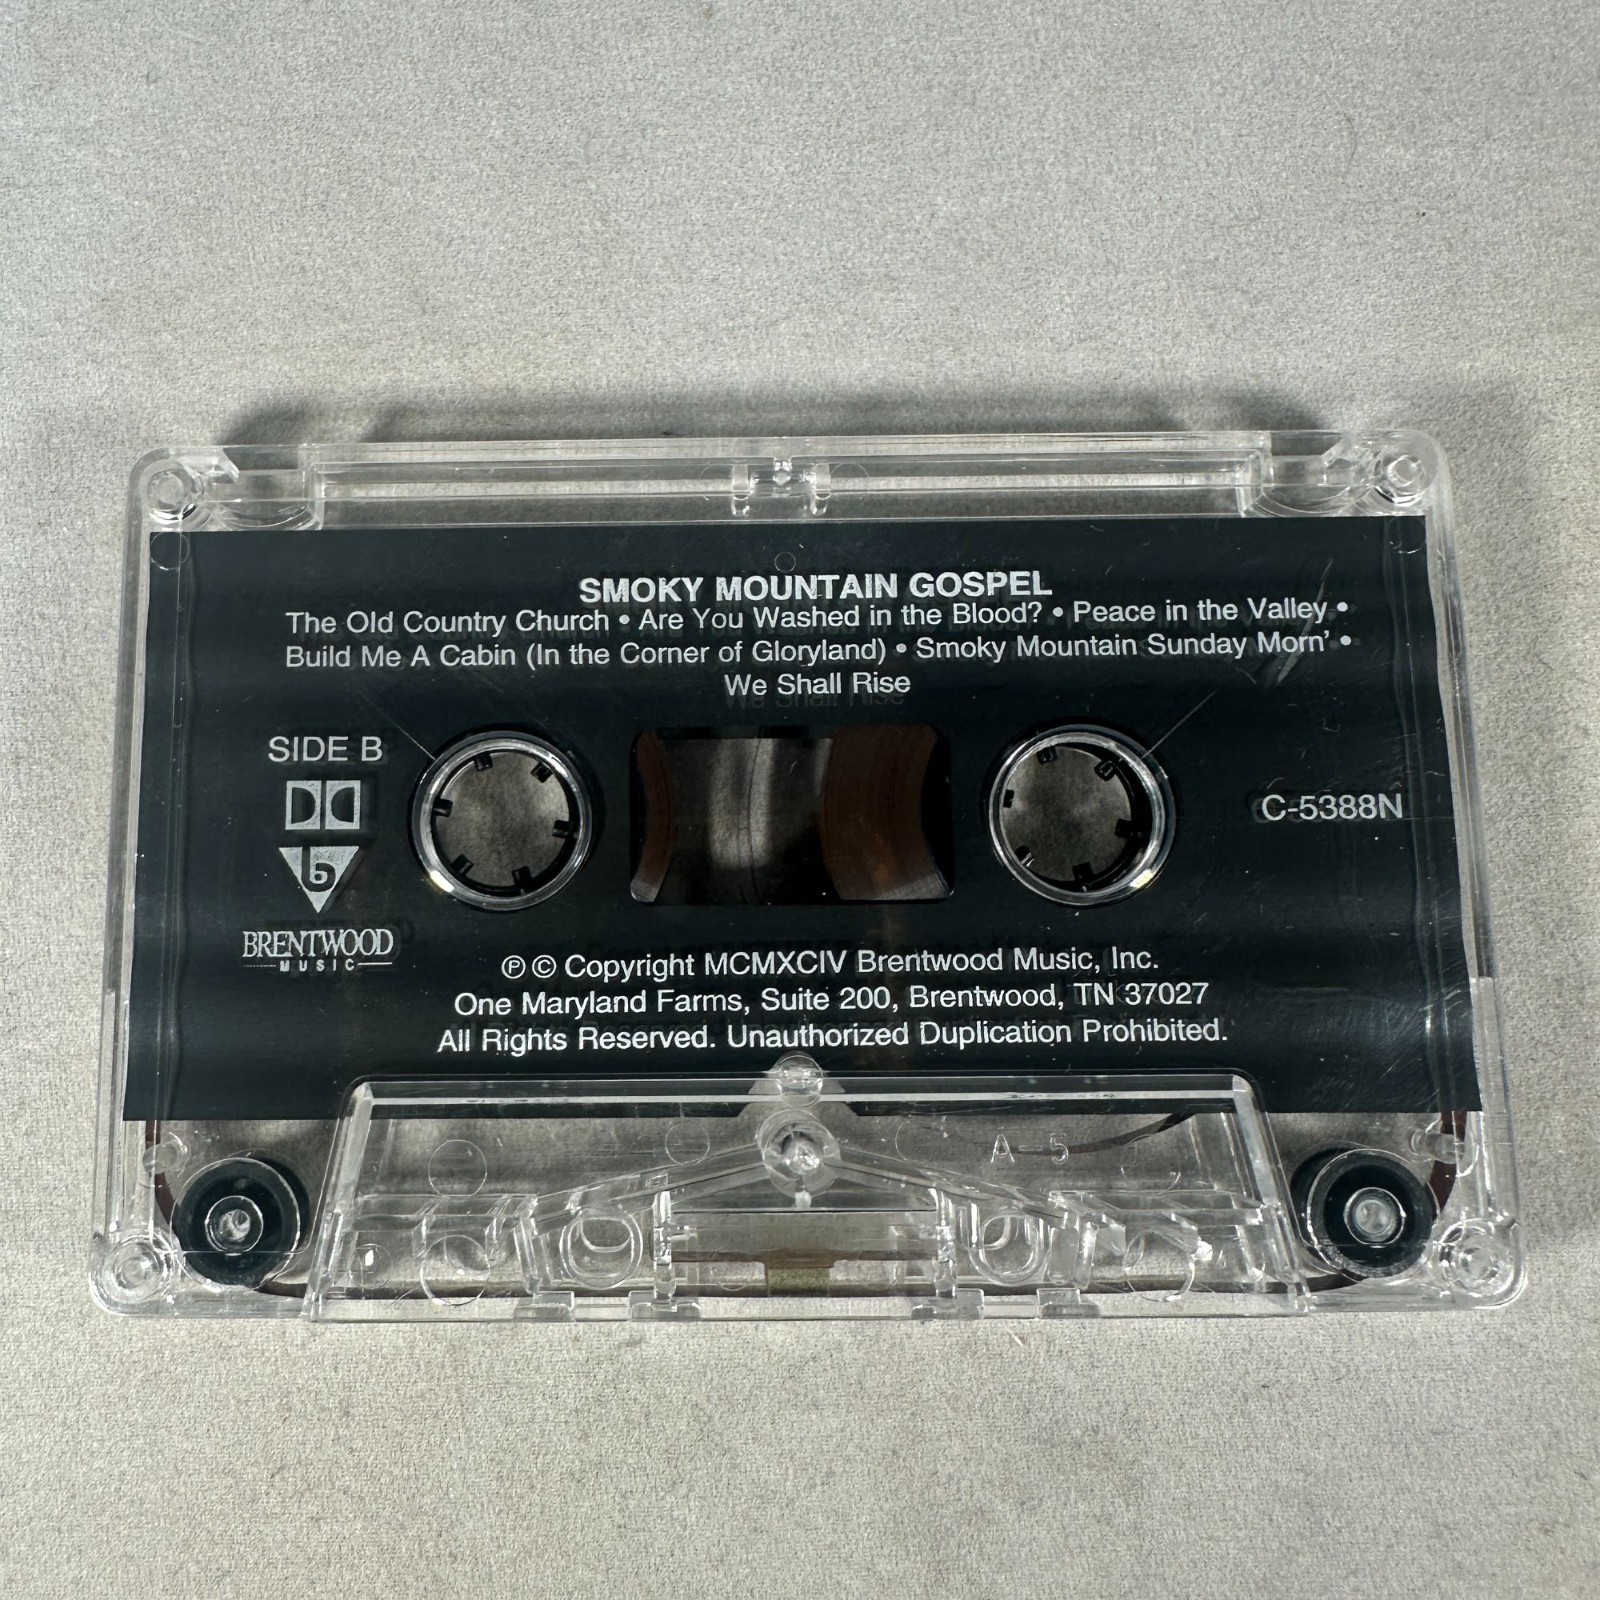 SMOKY MOUNTAIN GOSPEL
The Old Country Church • Are You Washed in the Blood? • Peace in the Valley •
Build Me A Cabin (In the Corner of Gloryland) • Smoky Mountain Sunday Morn' •
We Shall Rise
SIDE B
C-5388N
b
BRENTWOOD
MUSIC
℗ © Copyright MCMXCIV Brentwood Music, Inc.
One Maryland Farms, Suite 200, Brentwood, TN 37027
All Rights Reserved. Unauthorized Duplication Prohibited.
A-5